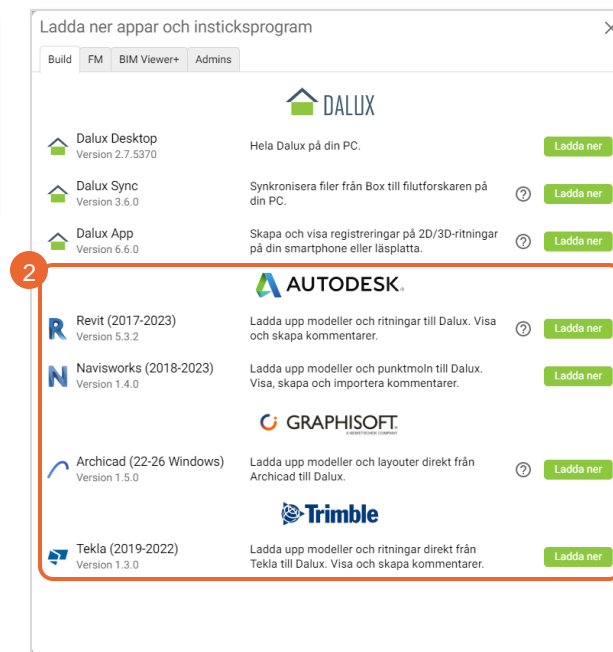 Ladda ner appar och insticksprogram
Build FM BIM Viewer+ Admins
DALUX
Dalux Desktop
Version 2.7.5370
Hela Dalux på din PC.
Ladda ner
Dalux Sync
Version 3.6.0
Synkronisera filer från Box till filutforskaren på
din PC.
?
Ladda ner
Dalux App
Version 6.6.0
Skapa och visa registreringar på 2D/3D-ritningar
på din smartphone eller läsplatta.
?
Ladda ner
2
AUTODESK.
Revit (2017-2023)
Version 5.3.2
Ladda upp modeller och ritningar till Dalux. Visa
och skapa kommentarer.
?
Ladda ner
Navisworks (2018-2023)
Version 1.4.0
Ladda upp modeller och punktmoln till Dalux.
Visa, skapa och importera kommentarer.
Ladda ner
GRAPHISOFT.
A NEMETSCHEK COMPANY
Archicad (22-26 Windows)
Version 1.5.0
Ladda upp modeller och layouter direkt från
Archicad till Dalux.
?
Ladda ner
Trimble
Tekla (2019-2022)
Version 1.3.0
Ladda upp modeller och ritningar direkt från
Tekla till Dalux. Visa och skapa kommentarer.
Ladda ner